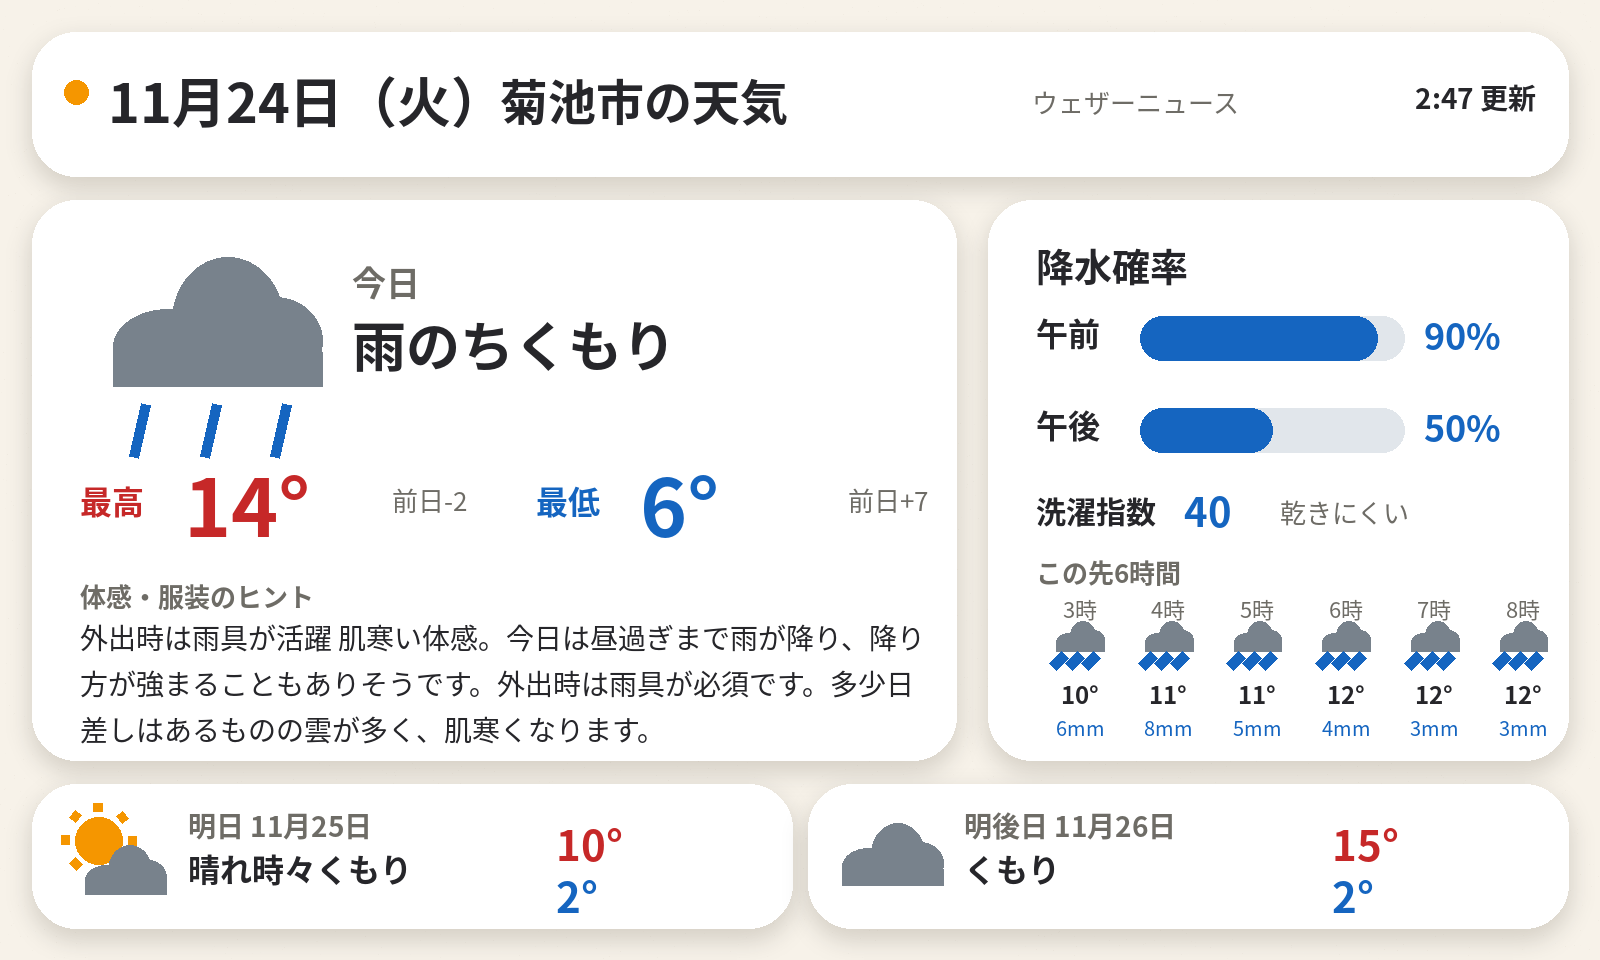 11月24日（火）菊池市の天気
ウェザーニュース
2:47 更新
今日
雨のちくもり
最高 14° 前日-2 最低 6° 前日+7
体感・服装のヒント
外出時は雨具が活躍 肌寒い体感。今日は昼過ぎまで雨が降り、降り
方が強まることもありそうです。外出時は雨具が必須です。多少日
差しはあるものの雲が多く、肌寒くなります。
降水確率
午前 90%
午後 50%
洗濯指数 40 乾きにくい
この先6時間
3時 4時 5時 6時 7時 8時
10° 11° 11° 12° 12° 12°
6mm 8mm 5mm 4mm 3mm 3mm
明日 11月25日
晴れ時々くもり
10°
2°
明後日 11月26日
くもり
15°
2°